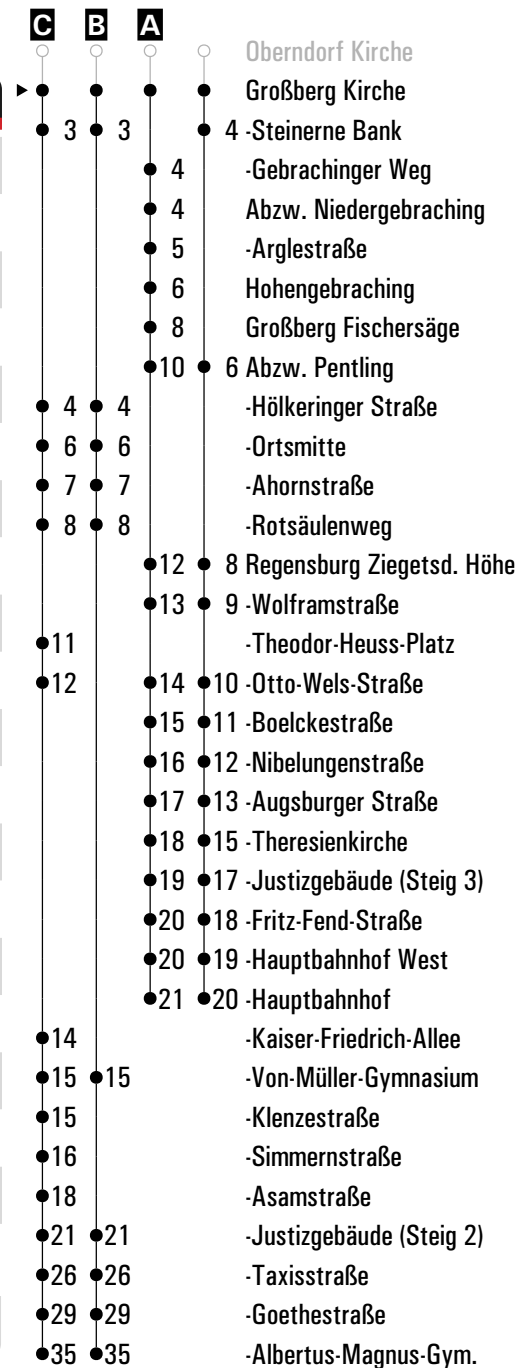 C B A
Oberndorf Kirche
Großberg Kirche
3 3 4 -Steinerne Bank
4 -Gebrachinger Weg
4 Abzw. Niedergebraching
5 -Arglestraße
6 Hohengebraching
8 Großberg Fischersäge
10 6 Abzw. Pentling
4 4 -Hölkeringer Straße
6 6 -Ortsmitte
7 7 -Ahornstraße
8 8 -Rotsäulenweg
12 8 Regensburg Ziegetsd. Höhe
13 9 -Wolframstraße
11 -Theodor-Heuss-Platz
12 14 10 -Otto-Wels-Straße
15 11 -Boelckestraße
16 12 -Nibelungenstraße
17 13 -Augsburger Straße
18 15 -Theresienkirche
19 17 -Justizgebäude (Steig 3)
20 18 -Fritz-Fend-Straße
20 19 -Hauptbahnhof West
21 20 -Hauptbahnhof
14 -Kaiser-Friedrich-Allee
15 15 -Von-Müller-Gymnasium
15 -Klenzestraße
16 -Simmernstraße
18 -Asamstraße
21 21 -Justizgebäude (Steig 2)
26 26 -Taxisstraße
29 29 -Goethestraße
35 35 -Albertus-Magnus-Gym.